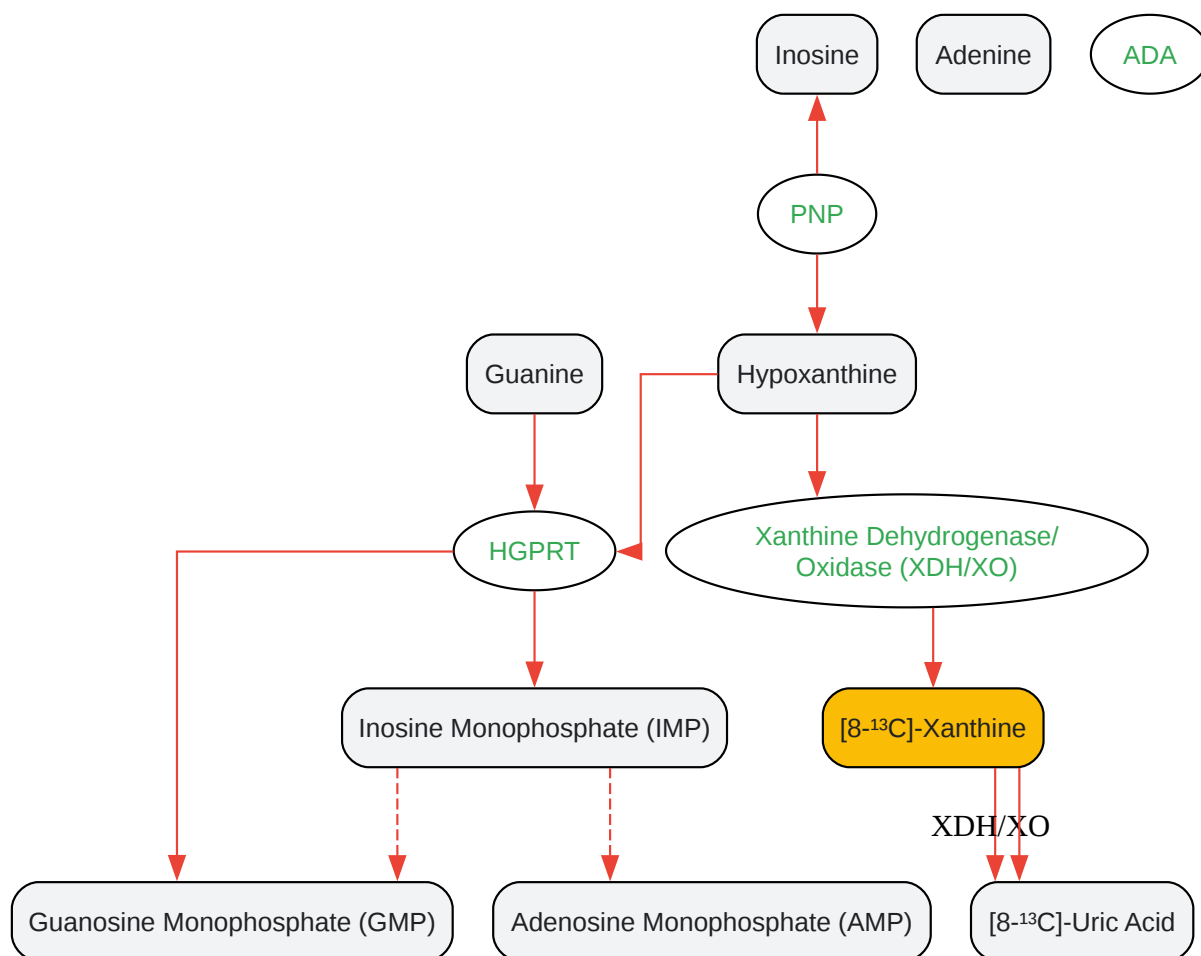 Inosine
Adenine
ADA
PNP
Guanine
Hypoxanthine
HGPRT
Xanthine Dehydrogenase/
Oxidase (XDH/XO)
Inosine Monophosphate (IMP)
[8-¹³C]-Xanthine
XDH/XO
Guanosine Monophosphate (GMP)
Adenosine Monophosphate (AMP)
[8-¹³C]-Uric Acid